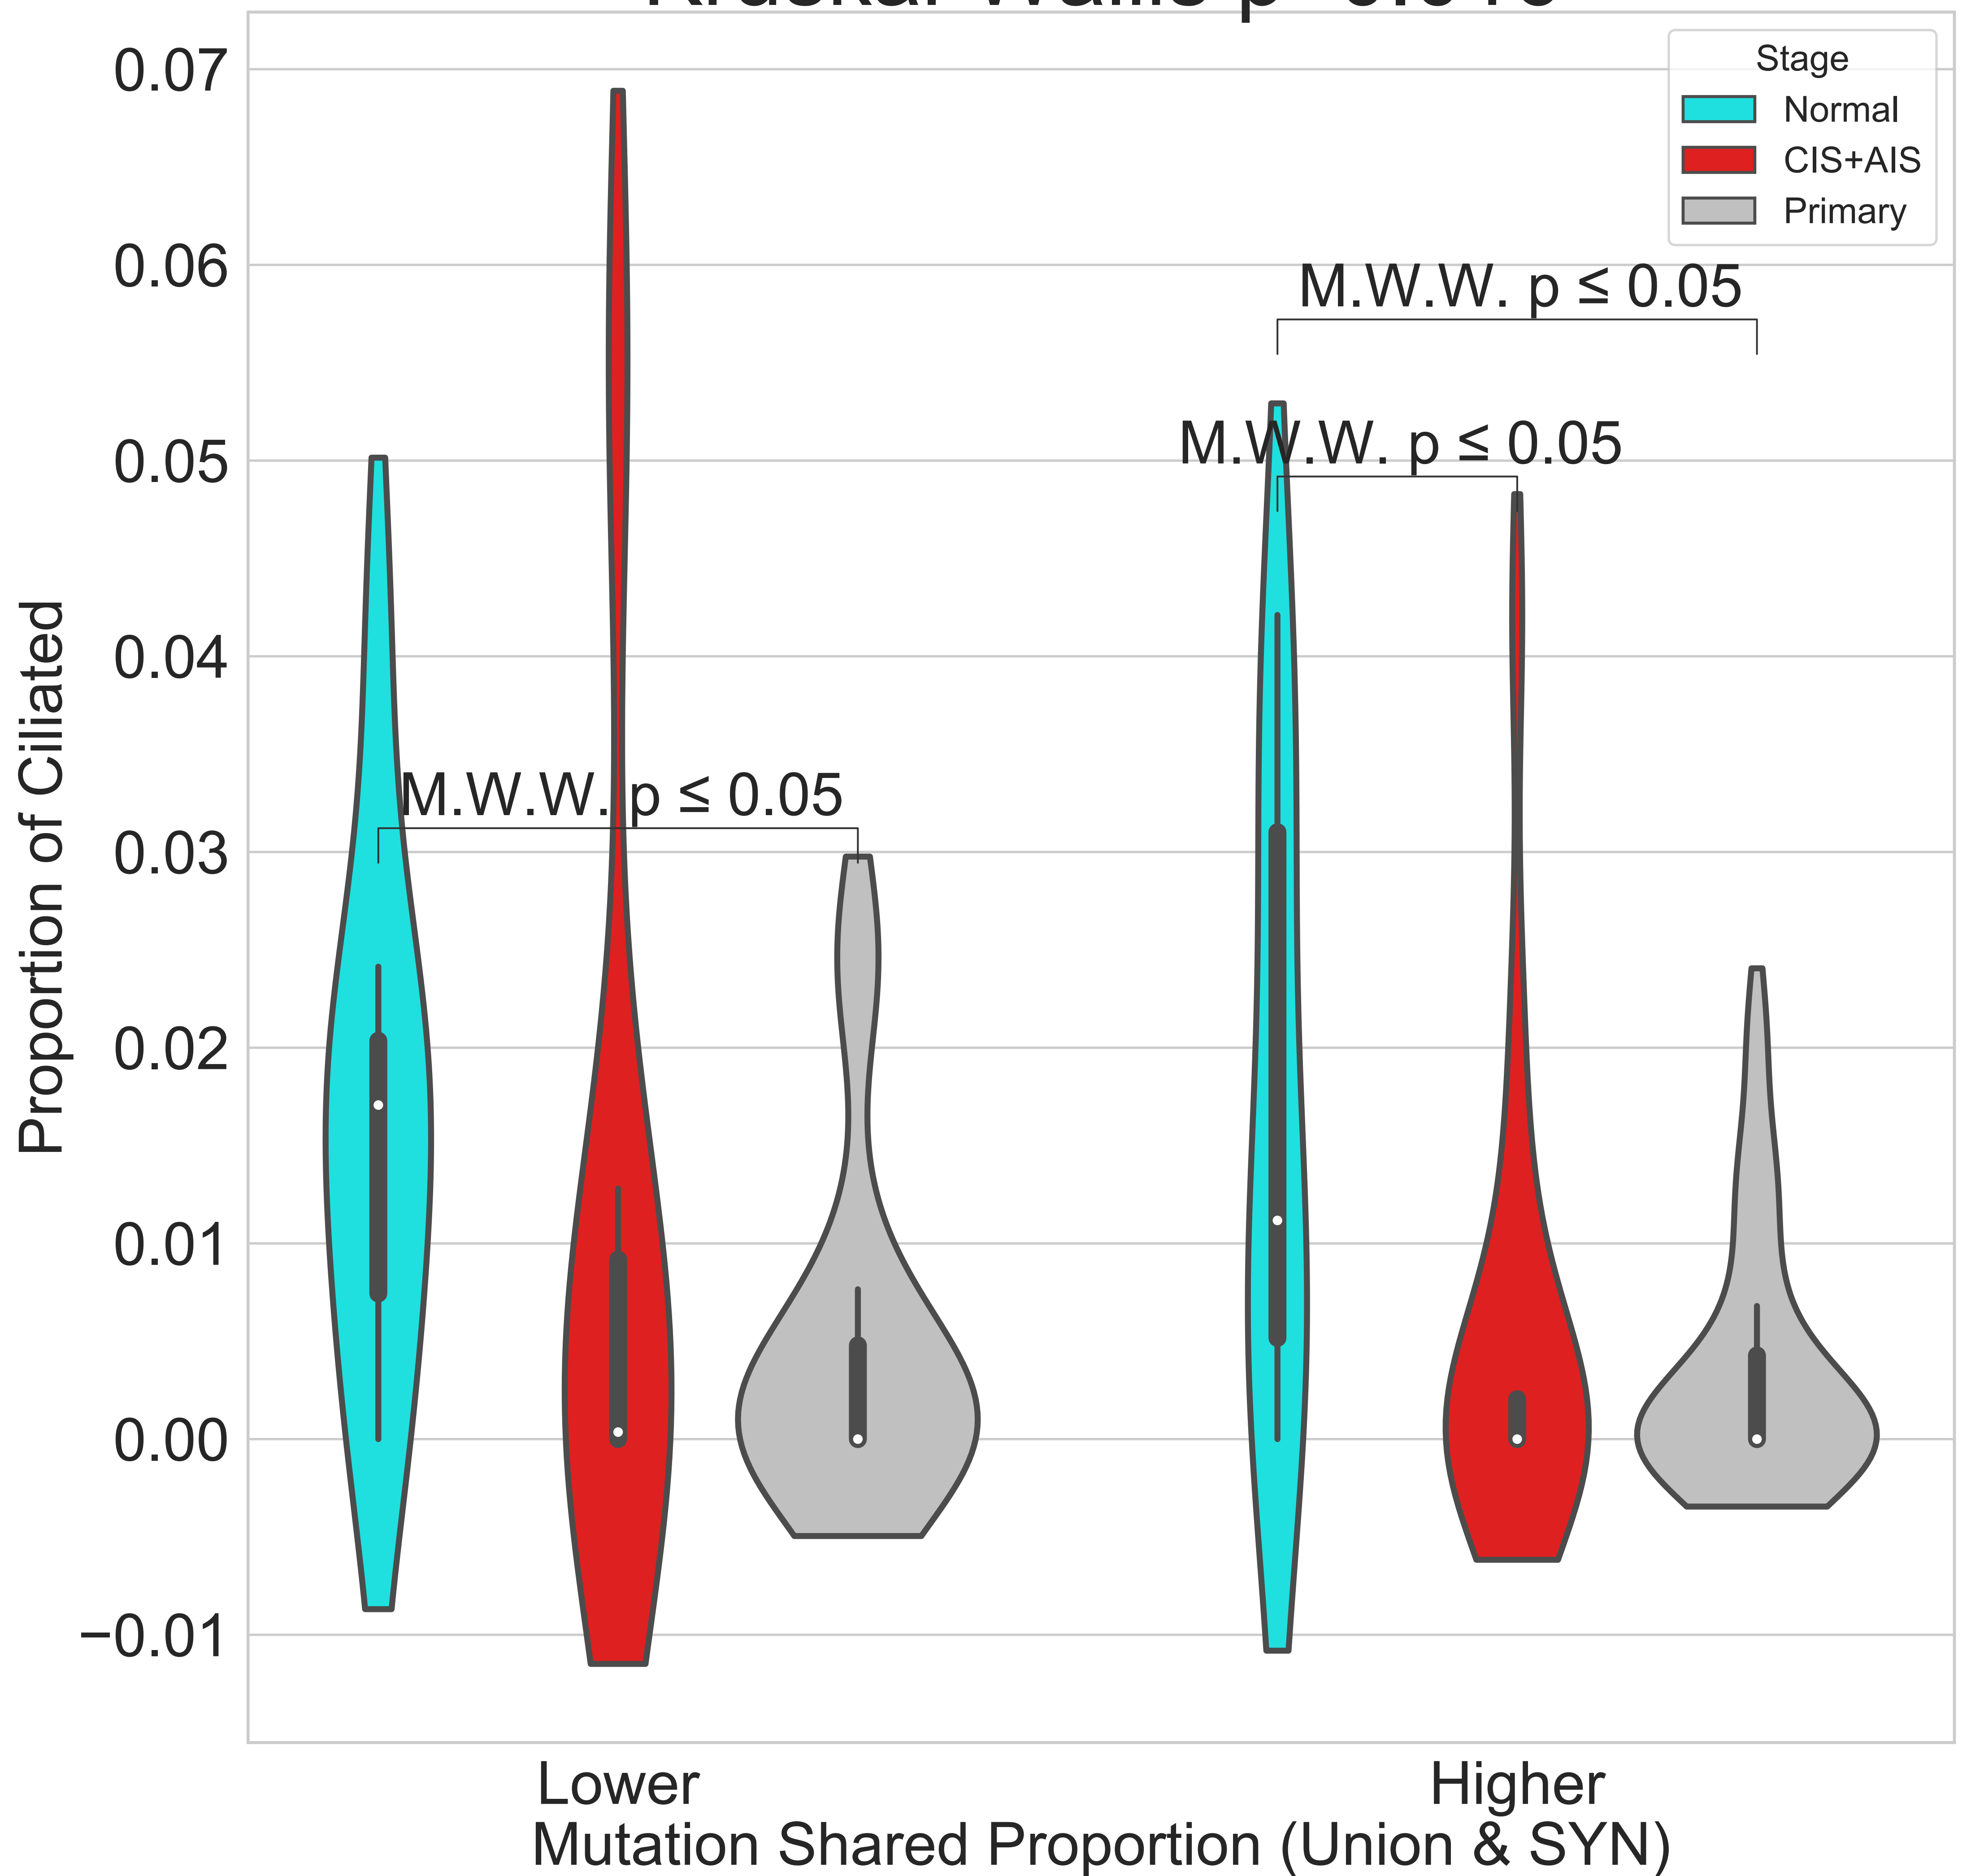 0.07
0.06
0.05
0.04
0.03
0.02
0.01
0.00
−0.01
Proportion of Ciliated
Stage
Normal
CIS+AIS
Primary
M.W.W. p ≤ 0.05
M.W.W. p ≤ 0.05
M.W.W. p ≤ 0.05
Lower
Higher
Mutation Shared Proportion (Union & SYN)